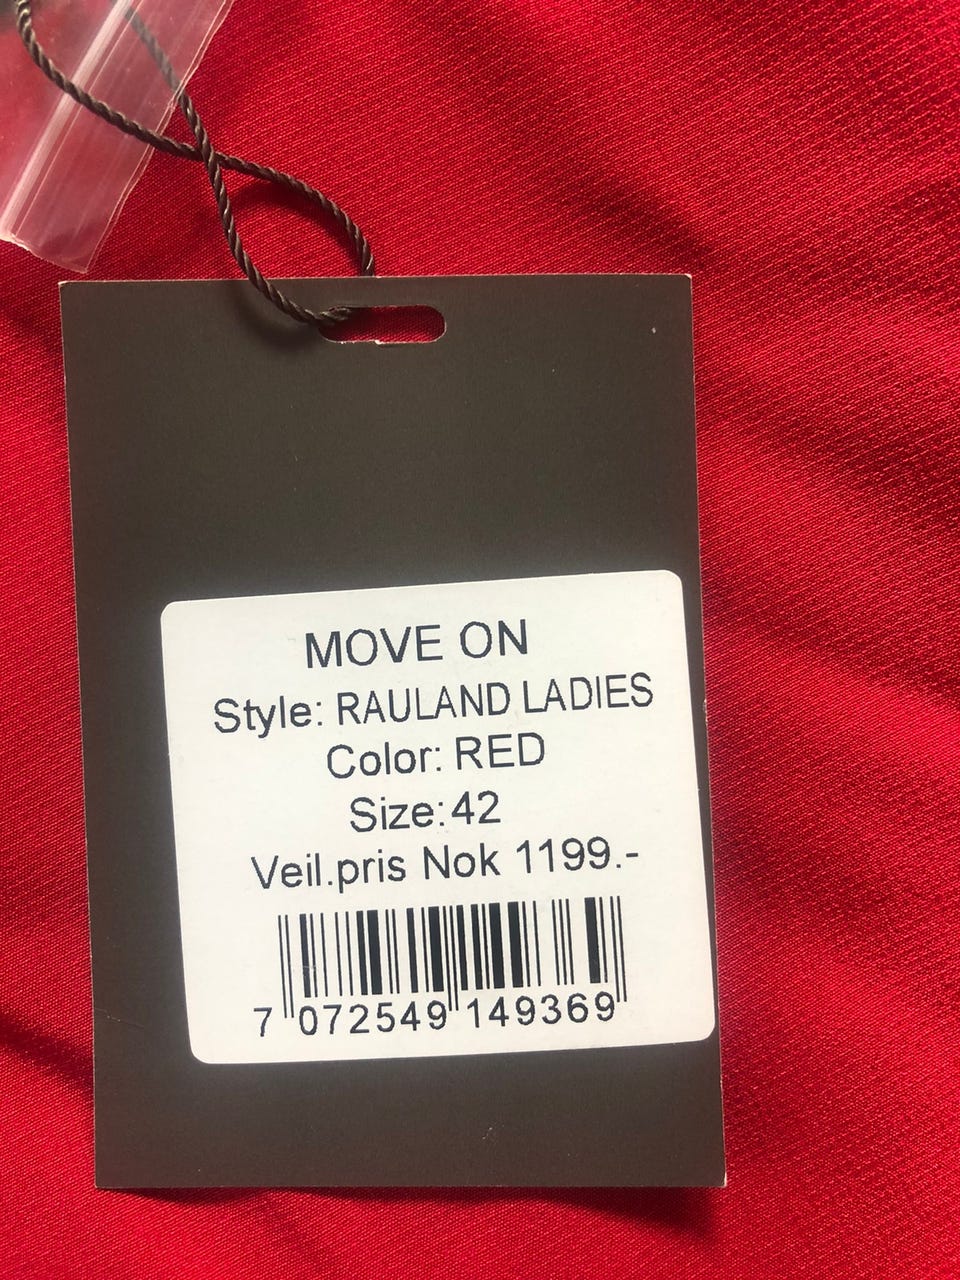 MOVE ON
Style: RAULAND LADIES
Color: RED
Size: 42
Veil.pris Nok 1199.-
7 072549 149369